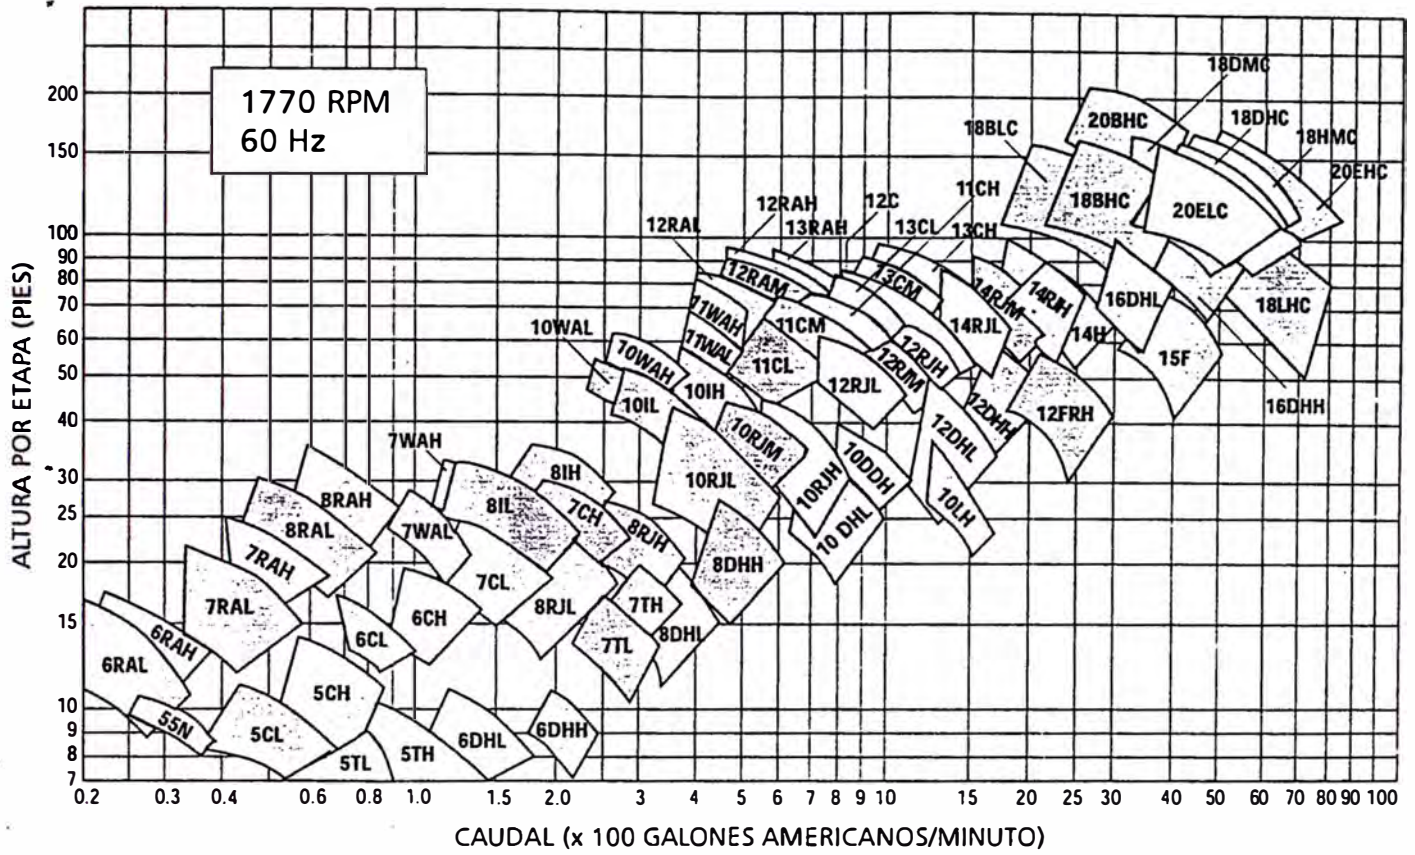 1770 RPM
60 Hz
ALTURA POR ETAPA (PIES)
200
150
100
90
80
70
60
50
40
30
25
20
15
10
9
8
7
0.2
0.3
0.4
0.6
0.8
1.0
1.5
2.0
3
4
5
6
7
8
9
10
15
20
25
30
40
50
60
70
80
90
100
CAUDAL (x 100 GALONES AMERICANOS/MINUTO)
18DMC
20BHC
18DHC
18BLC
18HMC
20EHC
18BHC
20ELC
11CH
12RAH
12C
12RAL
13RAH
13CL
13CH
12RAM
13CM
14RJM
14RJH
16DHL
18LHC
11WAH
11CM
14RJL
14H
10WAL
11WAL
12RJH
15F
10WAH
11CL
12RJM
10IH
12RJL
16DHH
10IL
12DHH
12FRH
7WAH
10RJM
12DHL
8IH
10DDH
8RAH
10RJL
10RJH
10LH
8IL
7CH
8RAL
7WAL
8RJH
10 DHL
7RAH
8DHH
7CL
7RAL
6CH
8RJL
7TH
6RAH
6CL
7TL
8DHL
6RAL
5CH
55N
5CL
6DHL
6DHH
5TL
5TH